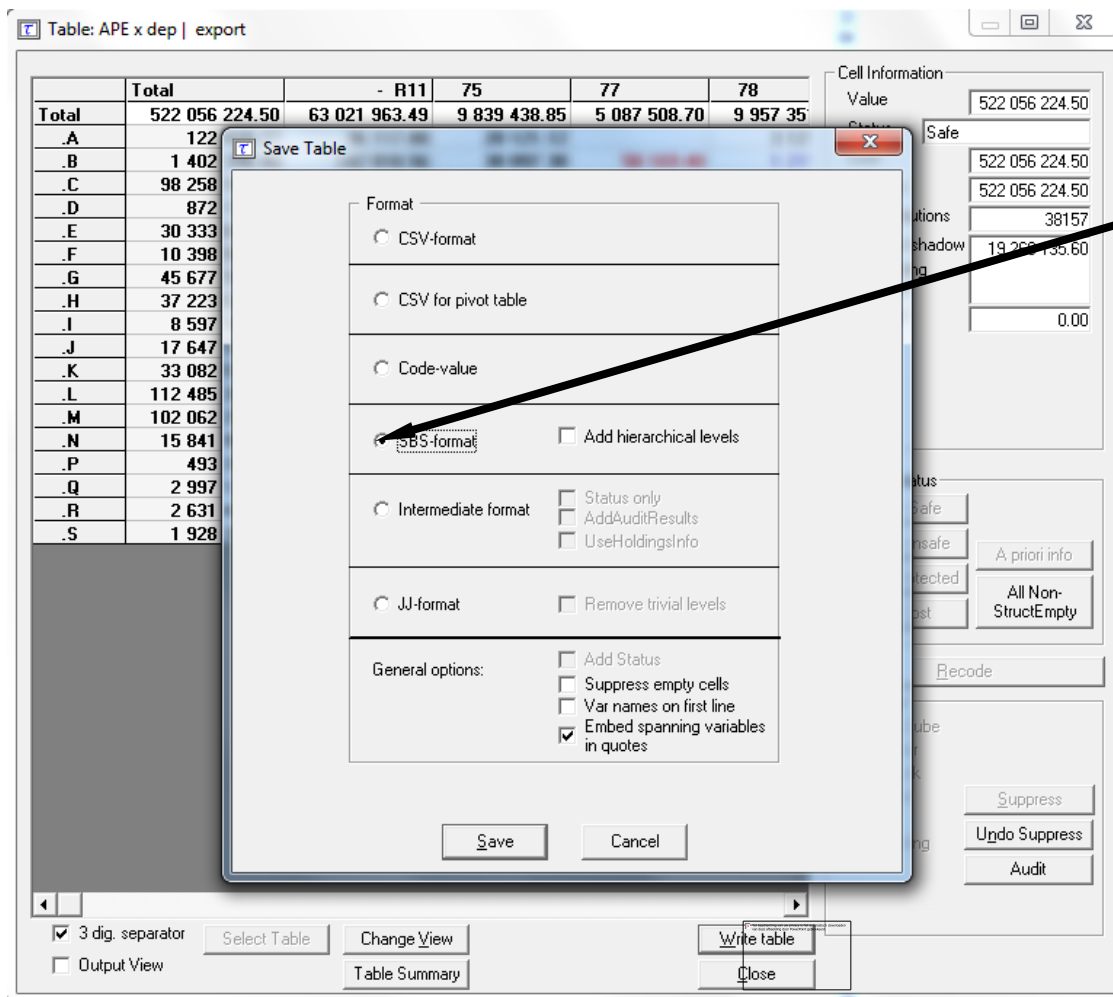 Table: APE x dep | export
Total - R11 75 77 78
Total 522 056 224.50 63 021 963.49 9 839 438.85 5 087 508.70 9 957 35
.A 122
.B 1 402
.C 98 258
.D 872
.E 30 333
.F 10 398
.G 45 677
.H 37 223
.I 8 597
.J 17 647
.K 33 082
.L 112 485
.M 102 062
.N 15 841
.P 493
.Q 2 997
.R 2 631
.S 1 928
Cell Information
Value 522 056 224.50
Safe
522 056 224.50
522 056 224.50
utions 38157
shadow
0.00
Save Table
Format
CSV-format
CSV for pivot table
Code-value
SBS-format Add hierarchical levels
Intermediate format Status only
AddAuditResults
UseHoldingsInfo
JJ-format Remove trivial levels
General options: Add Status
Suppress empty cells
Var names on first line
Embed spanning variables
in quotes
Save Cancel
atus
A priori info
All Non-
StructEmpty
Recode
Suppress
Undo Suppress
Audit
3 dig. separator Select Table Change View Write table
Output View Table Summary Close